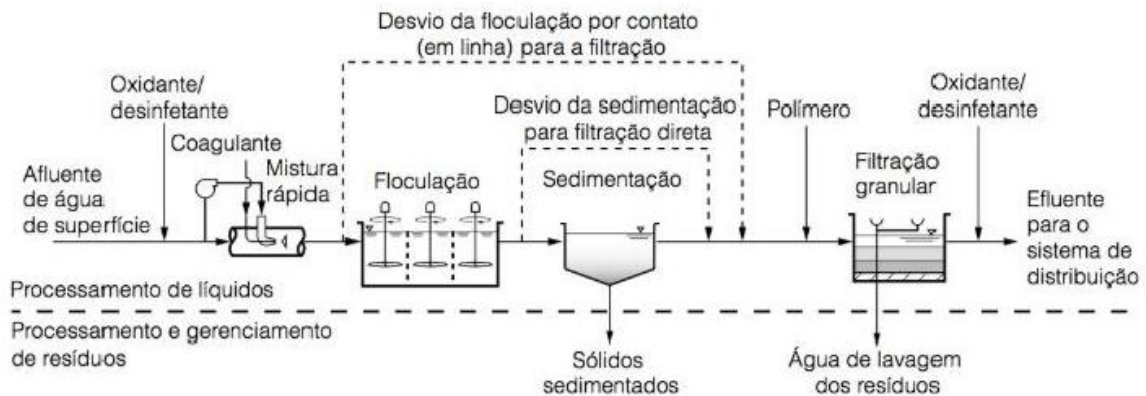 Desvio da floculação por contato
(em linha) para a filtração
Oxidante/
desinfetante
Coagulante
Mistura
rápida
Afluente
de água
de superfície
Floculação
Desvio da sedimentação
para filtração direta
Sedimentação
Polímero
Filtração
granular
Oxidante/
desinfetante
Efluente
para o
sistema de
distribuição
Processamento de líquidos
Processamento e gerenciamento
de resíduos
Sólidos
sedimentados
Água de lavagem
dos resíduos